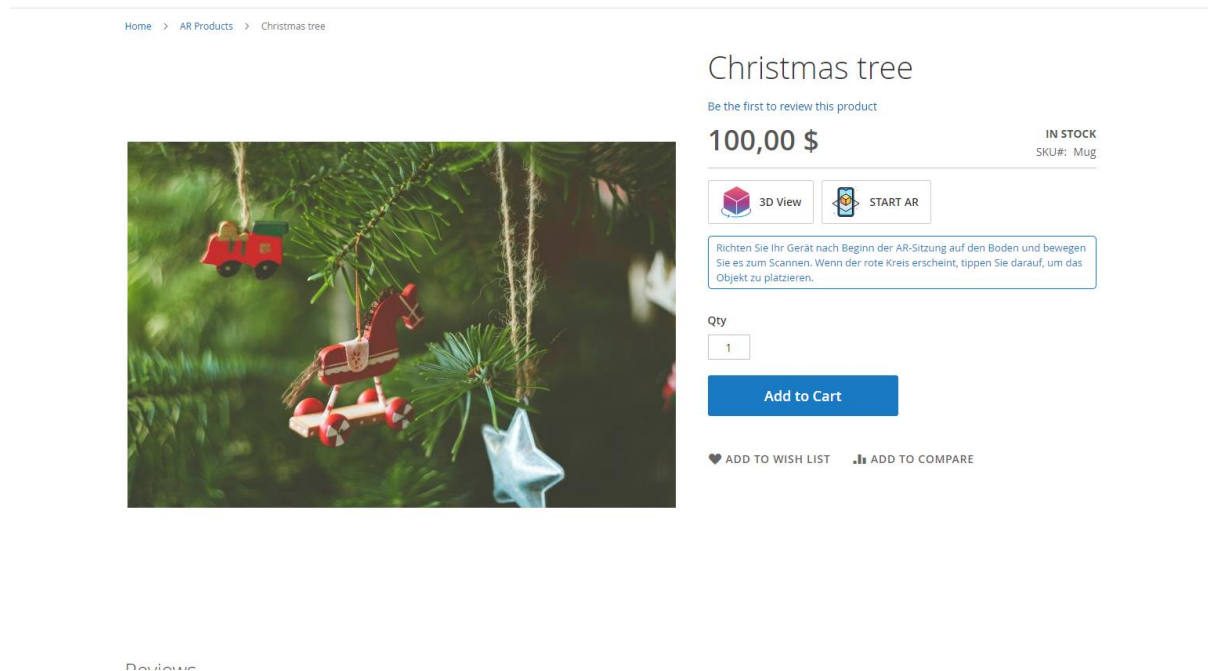 Home > AR Products > Christmas tree
Christmas tree
Be the first to review this product
100,00 $
IN STOCK
SKU#: Mug
3D View
START AR
Richten Sie Ihr Gerät nach Beginn der AR-Sitzung auf den Boden und bewegen
Sie es zum Scannen. Wenn der rote Kreis erscheint, tippen Sie darauf, um das
Objekt zu platzieren.
Qty
1
Add to Cart
ADD TO WISH LIST
ADD TO COMPARE
Reviews